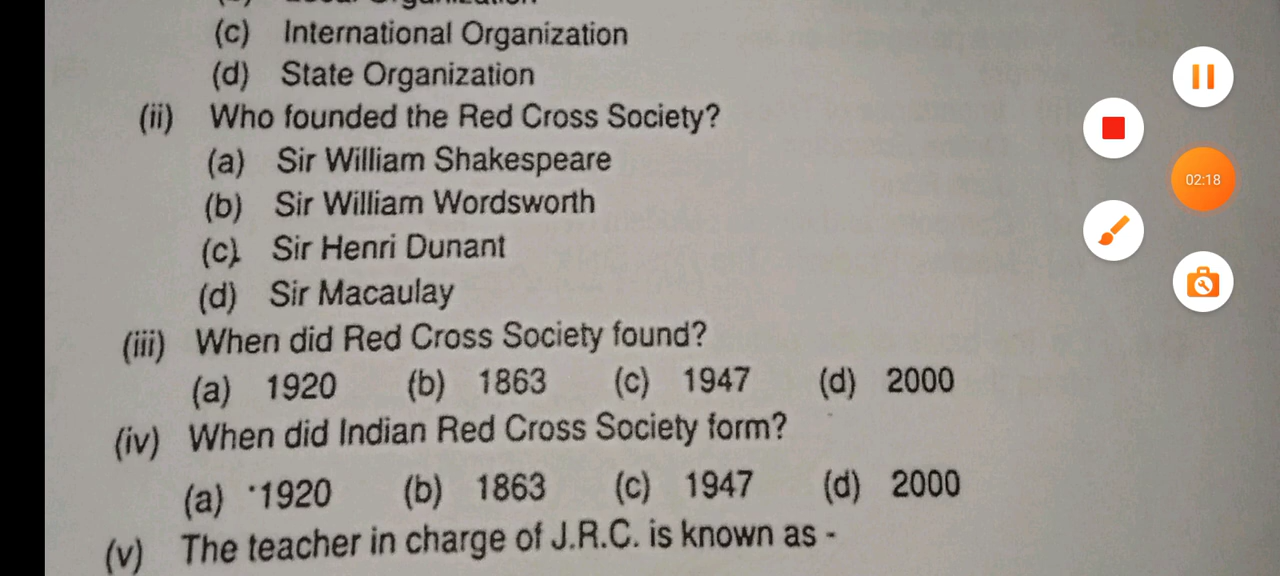 (c) International Organization
(d) State Organization
(ii) Who founded the Red Cross Society?
(a) Sir William Shakespeare
(b) Sir William Wordsworth
(c) Sir Henri Dunant
(d) Sir Macaulay
(iii) When did Red Cross Society found?
(a) 1920 (b) 1863 (c) 1947 (d) 2000
(iv) When did Indian Red Cross Society form?
(a) 1920 (b) 1863 (c) 1947 (d) 2000
(v) The teacher in charge of J.R.C. is known as -
02:18